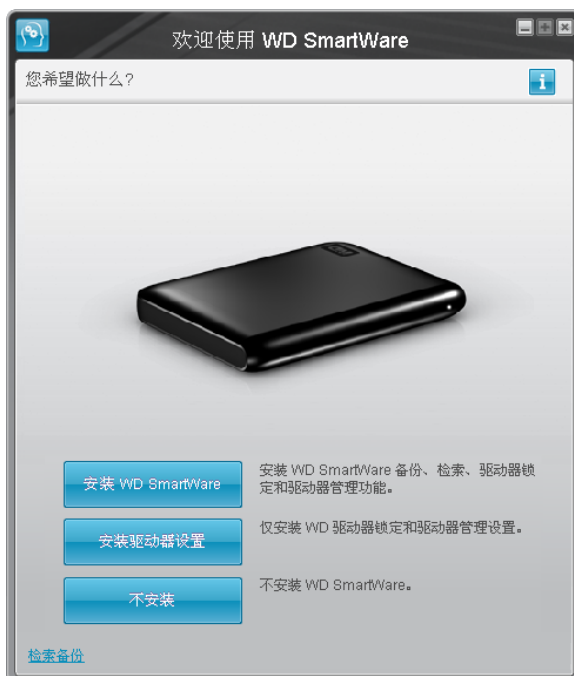 欢迎使用 WD SmartWare
您希望做什么?
安装 WD SmartWare
安装 WD SmartWare 备份、检索、驱动器锁
定和驱动器管理功能。
安装驱动器设置
仅安装 WD 驱动器锁定和驱动器管理设置。
不安装
不安装 WD SmartWare。
检索备份